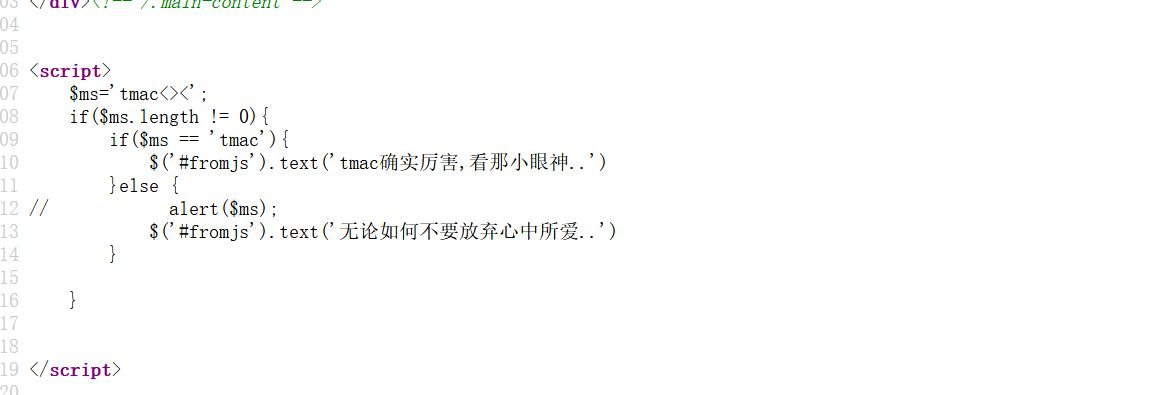 03 </div><!-- /.main-content -->
04
05
06 <script>
07     $ms='tmac<><';
08     if($ms.length != 0){
09         if($ms == 'tmac'){
10             $('#fromjs').text('tmac确实厉害,看那小眼神..')
11         }else {
12 //            alert($ms);
13             $('#fromjs').text('无论如何不要放弃心中所爱..')
14         }
15
16     }
17
18
19 </script>
20